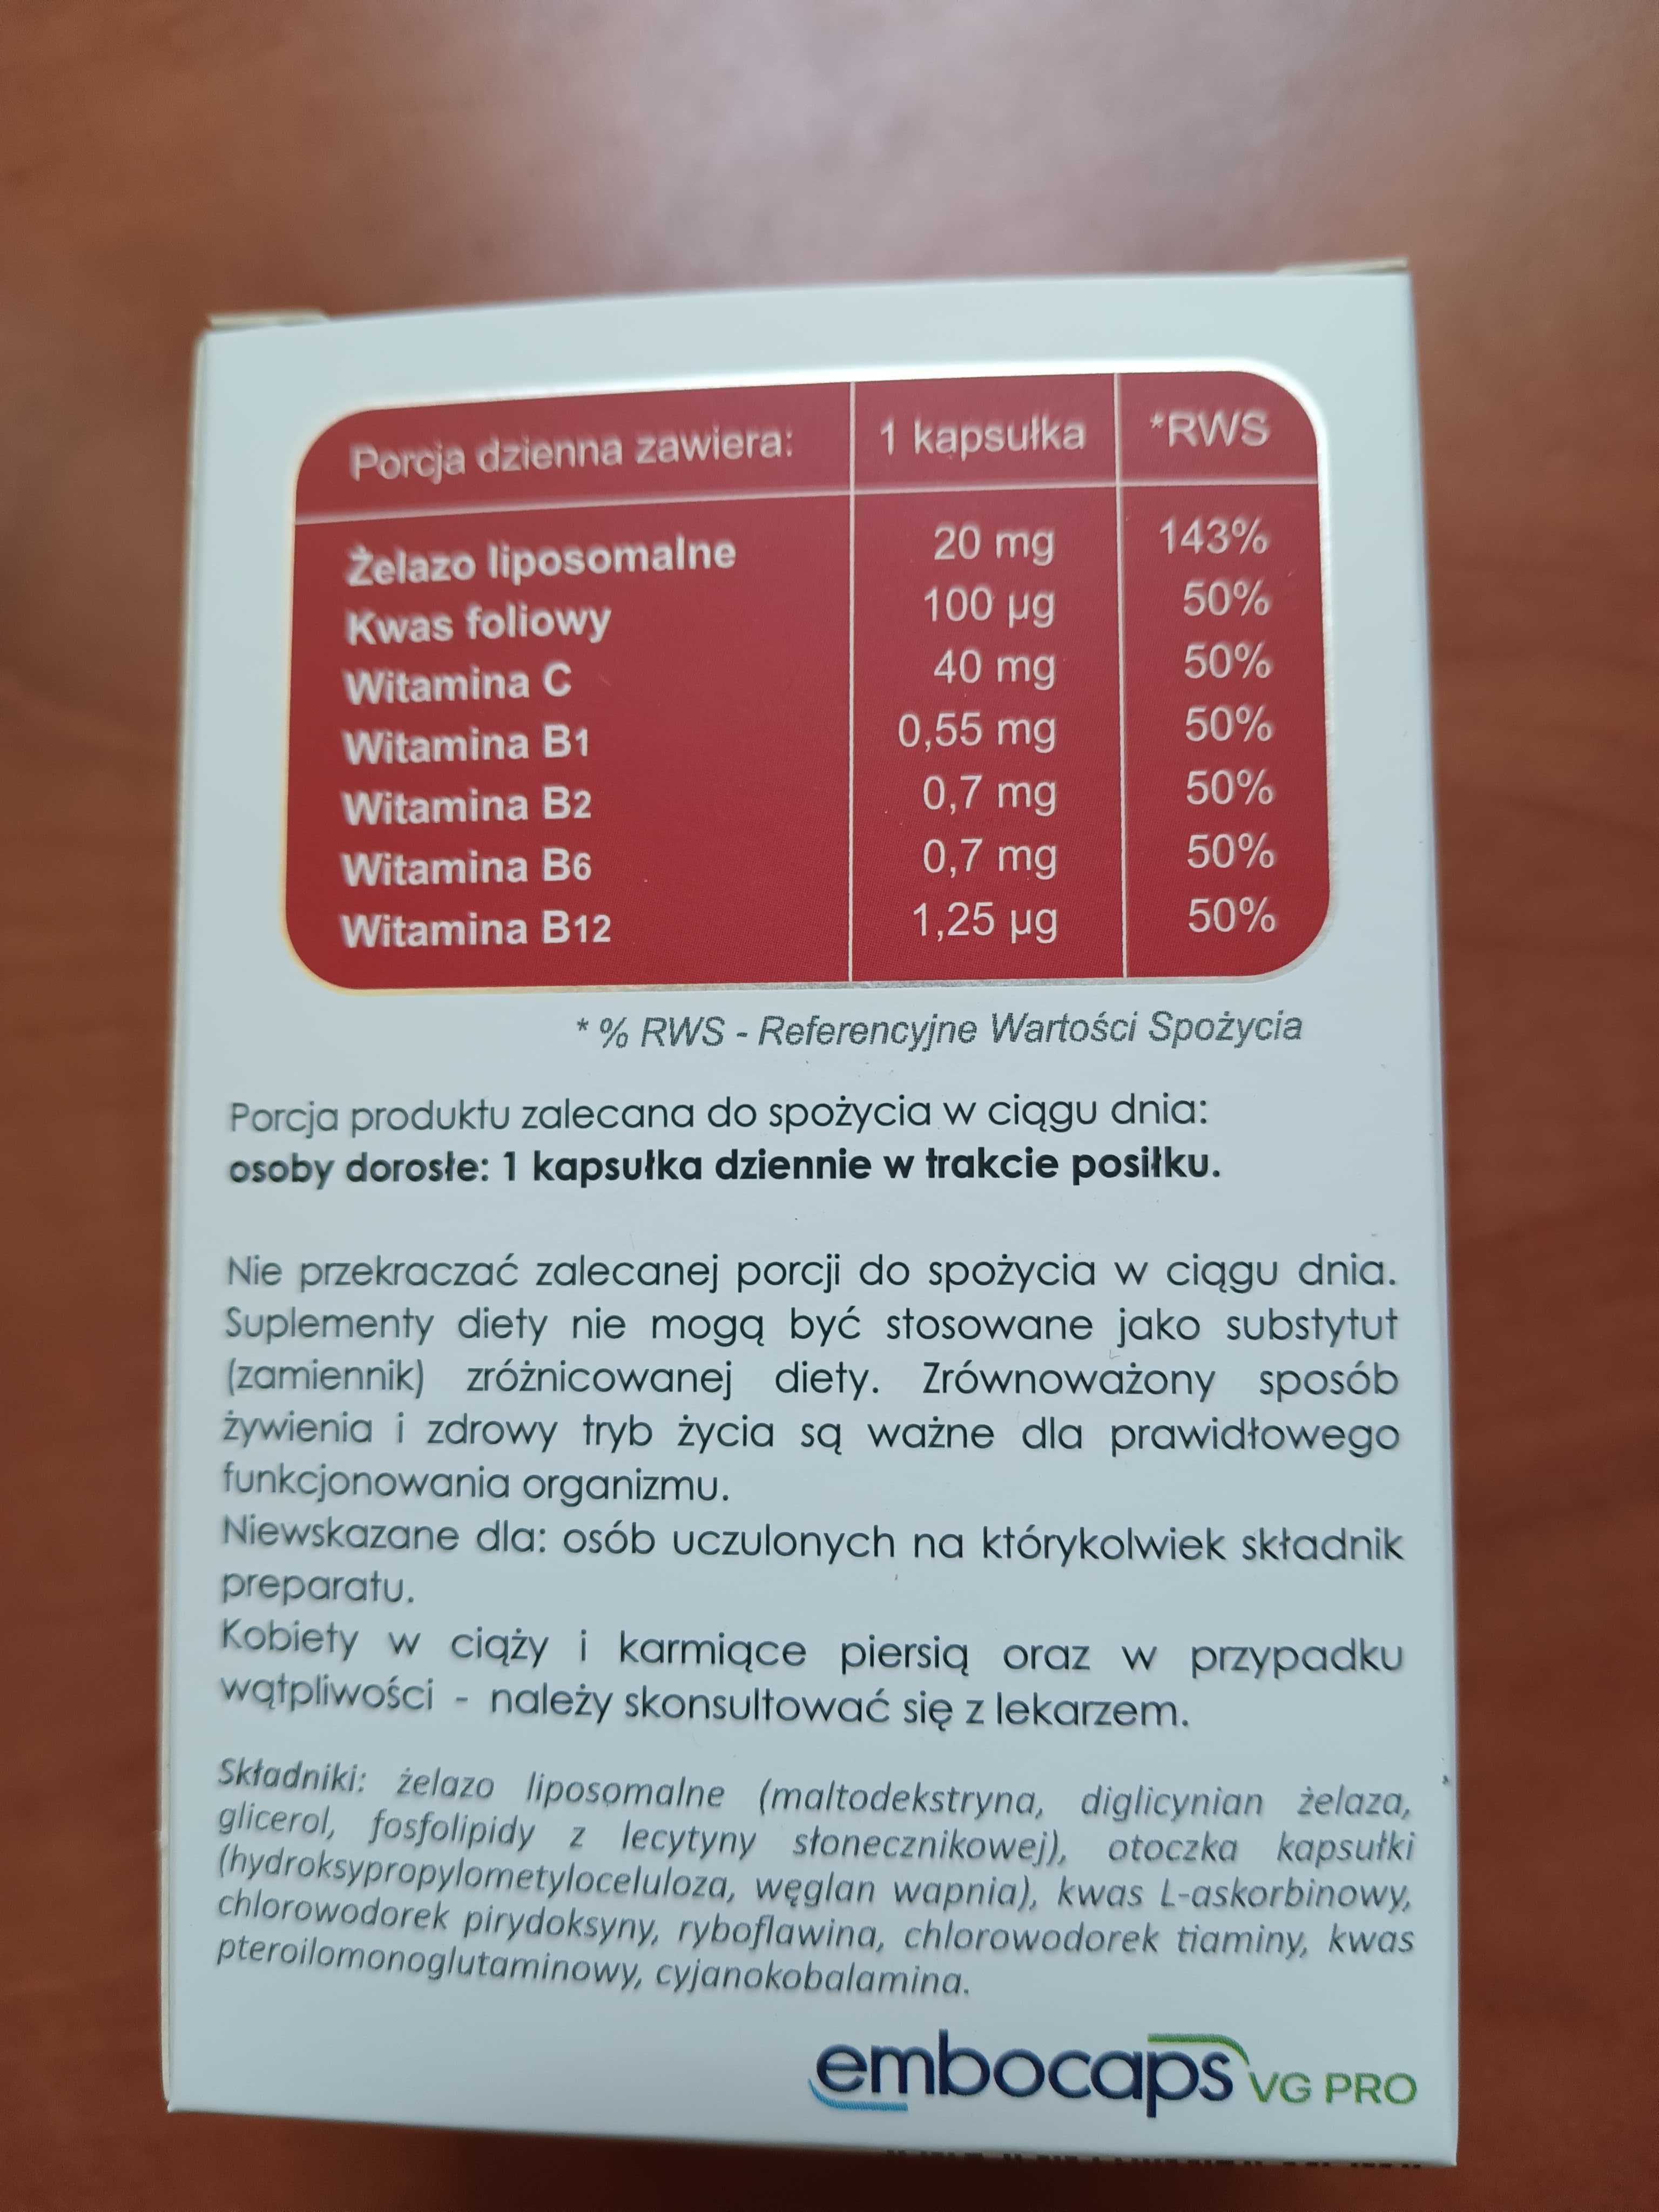 Porcja dzienna zawiera: 1 kapsułka *RWS
Żelazo liposomalne 20 mg 143%
Kwas foliowy 100 µg 50%
Witamina C 40 mg 50%
Witamina B1 0,55 mg 50%
Witamina B2 0,7 mg 50%
Witamina B6 0,7 mg 50%
Witamina B12 1,25 µg 50%
* % RWS - Referencyjne Wartości Spożycia
Porcja produktu zalecana do spożycia w ciągu dnia:
osoby dorosłe: 1 kapsułka dziennie w trakcie posiłku.
Nie przekraczać zalecanej porcji do spożycia w ciągu dnia.
Suplementy diety nie mogą być stosowane jako substytut
(zamiennik) zróżnicowanej diety. Zrównoważony sposób
żywienia i zdrowy tryb życia są ważne dla prawidłowego
funkcjonowania organizmu.
Niewskazane dla: osób uczulonych na którykolwiek składnik
preparatu.
Kobiety w ciąży i karmiące piersią oraz w przypadku
wątpliwości - należy skonsultować się z lekarzem.
Składniki: żelazo liposomalne (maltodekstryna, diglicynian żelaza,
glicerol, fosfolipidy z lecytyny słonecznikowej), otoczka kapsułki
(hydroksypropylometyloceluloza, węglan wapnia), kwas L-askorbinowy,
chlorowodorek pirydoksyny, ryboflawina, chlorowodorek tiaminy, kwas
pteroilomonoglutaminowy, cyjanokobalamina.
embocaps VG PRO